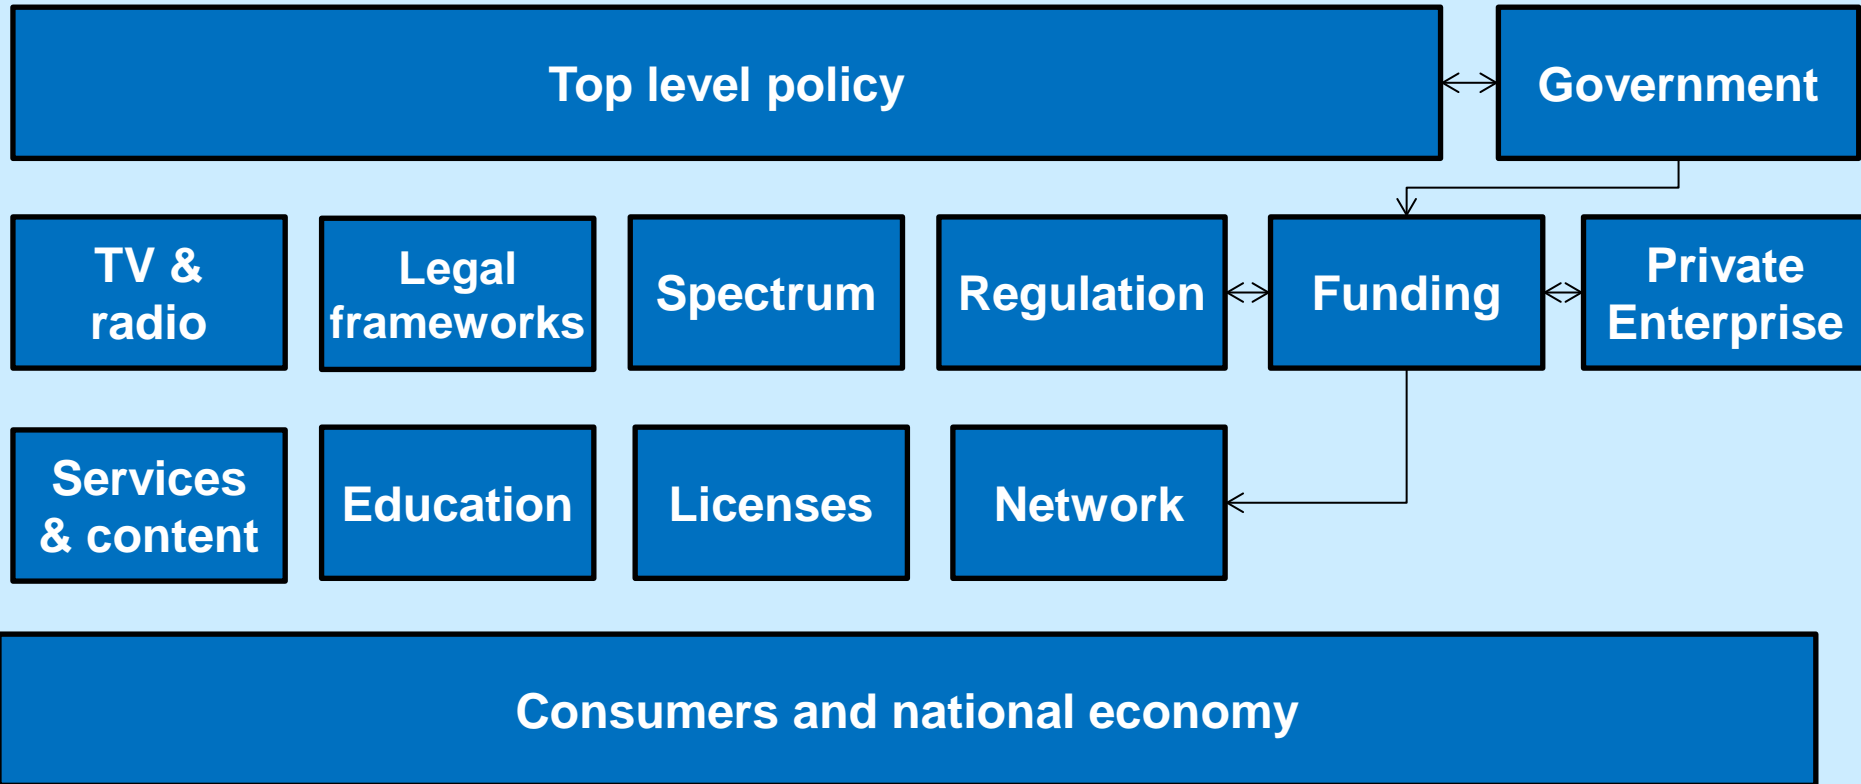 Top level policy
Government
TV &
radio
Legal
frameworks
Spectrum
Regulation
Funding
Private
Enterprise
Services
& content
Education
Licenses
Network
Consumers and national economy